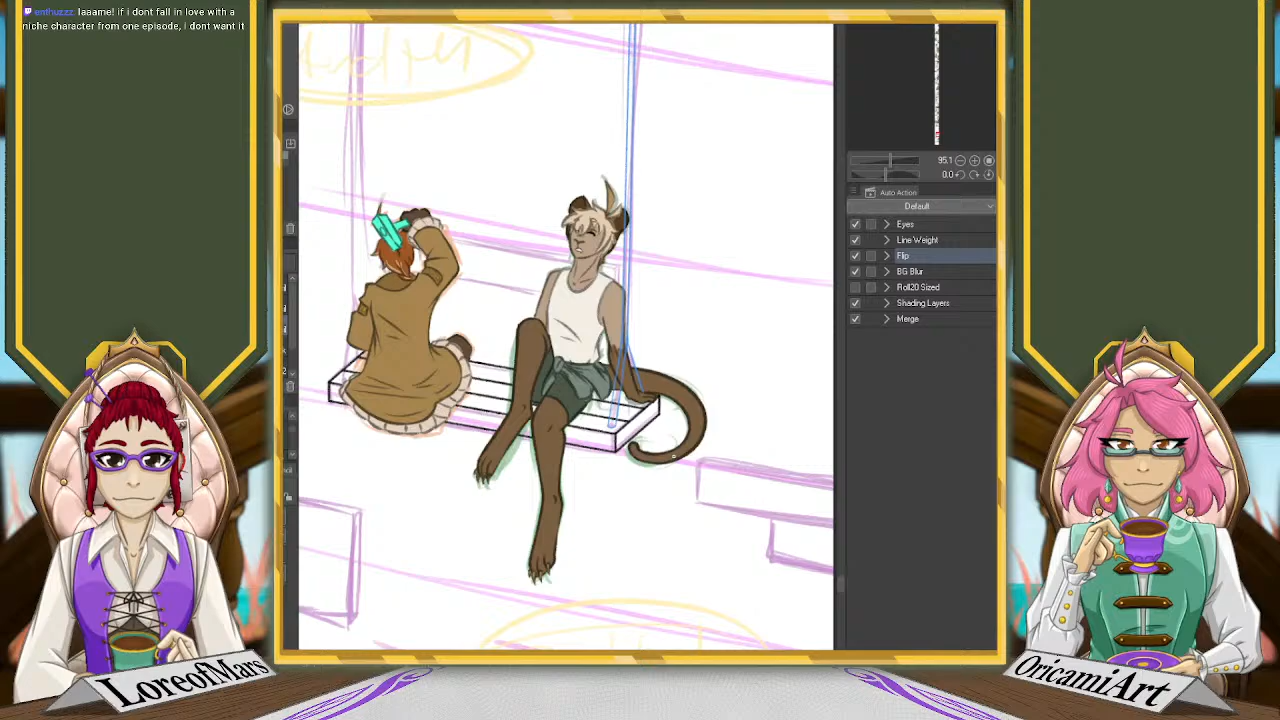 enthuzzz: laaame! if i dont fall in love with a
niche character from one episode, i dont want it
95.1
0.0
Auto Action
Default
Eyes
Line Weight
Flip
BG Blur
Roll20 Sized
Shading Layers
Merge
LoreofMars
OricamiArt